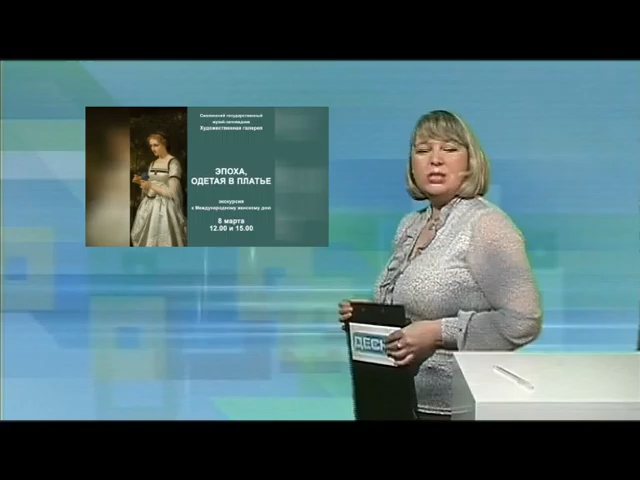 Смоленский государственный
музей-заповедник
Художественная галерея
ЭПОХА,
ОДЕТАЯ В ПЛАТЬЕ
экскурсия
к Международному женскому дню
8 марта
12.00 и 15.00
ДЕСН